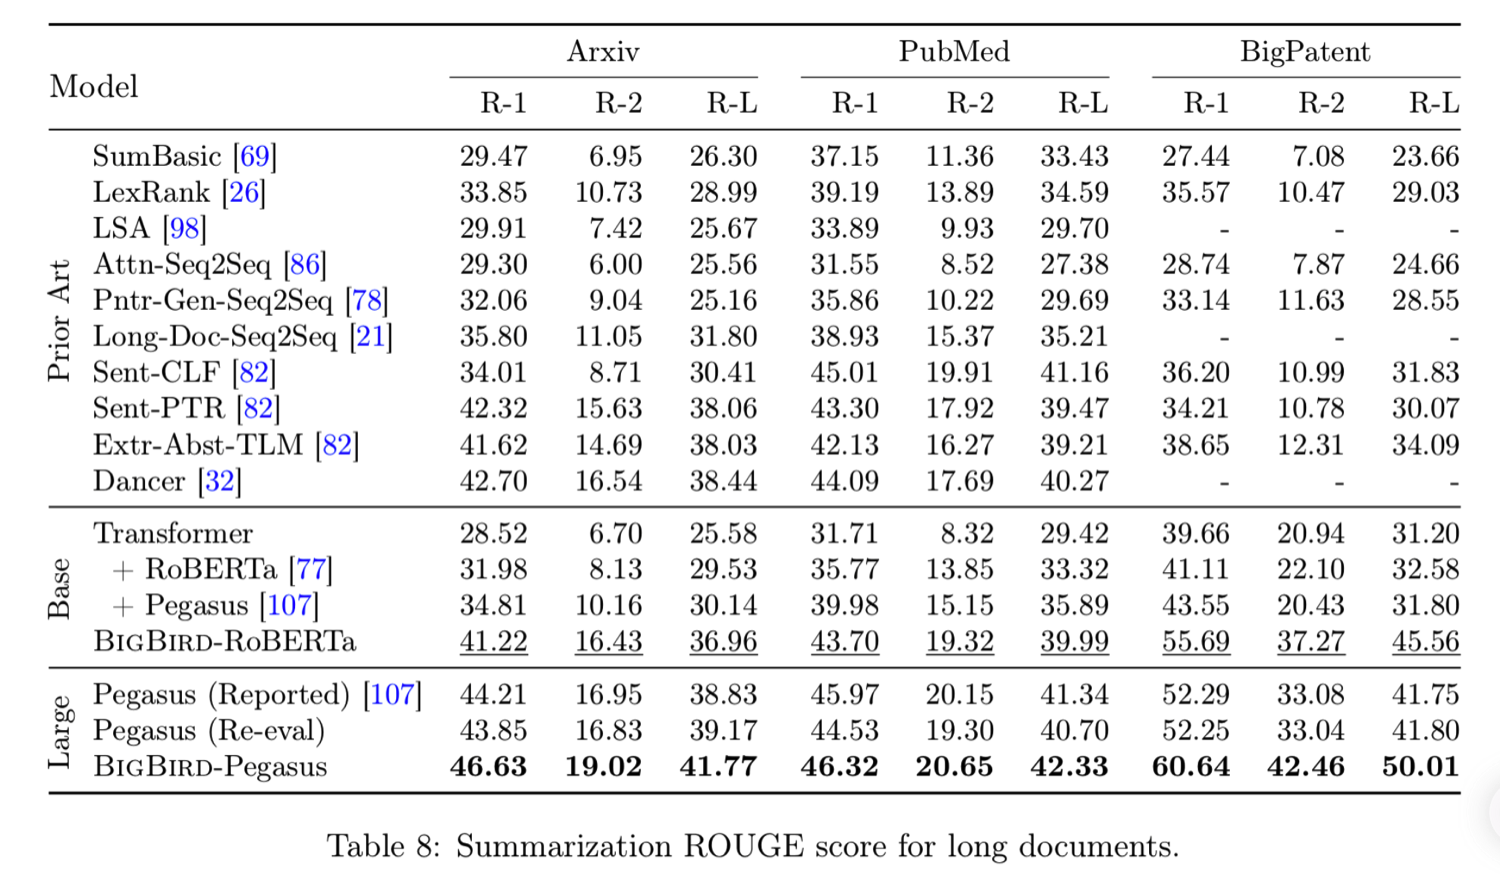 Arxiv PubMed BigPatent
Model
R-1 R-2 R-L R-1 R-2 R-L R-1 R-2 R-L
Prior Art
SumBasic [69] 29.47 6.95 26.30 37.15 11.36 33.43 27.44 7.08 23.66
LexRank [26] 33.85 10.73 28.99 39.19 13.89 34.59 35.57 10.47 29.03
LSA [98] 29.91 7.42 25.67 33.89 9.93 29.70 - - -
Attn-Seq2Seq [86] 29.30 6.00 25.56 31.55 8.52 27.38 28.74 7.87 24.66
Pntr-Gen-Seq2Seq [78] 32.06 9.04 25.16 35.86 10.22 29.69 33.14 11.63 28.55
Long-Doc-Seq2Seq [21] 35.80 11.05 31.80 38.93 15.37 35.21 - - -
Sent-CLF [82] 34.01 8.71 30.41 45.01 19.91 41.16 36.20 10.99 31.83
Sent-PTR [82] 42.32 15.63 38.06 43.30 17.92 39.47 34.21 10.78 30.07
Extr-Abst-TLM [82] 41.62 14.69 38.03 42.13 16.27 39.21 38.65 12.31 34.09
Dancer [32] 42.70 16.54 38.44 44.09 17.69 40.27 - - -
Base
Transformer 28.52 6.70 25.58 31.71 8.32 29.42 39.66 20.94 31.20
+ RoBERTa [77] 31.98 8.13 29.53 35.77 13.85 33.32 41.11 22.10 32.58
+ Pegasus [107] 34.81 10.16 30.14 39.98 15.15 35.89 43.55 20.43 31.80
BIGBIRD-RoBERTa 41.22 16.43 36.96 43.70 19.32 39.99 55.69 37.27 45.56
Large
Pegasus (Reported) [107] 44.21 16.95 38.83 45.97 20.15 41.34 52.29 33.08 41.75
Pegasus (Re-eval) 43.85 16.83 39.17 44.53 19.30 40.70 52.25 33.04 41.80
BIGBIRD-Pegasus 46.63 19.02 41.77 46.32 20.65 42.33 60.64 42.46 50.01
Table 8: Summarization ROUGE score for long documents.